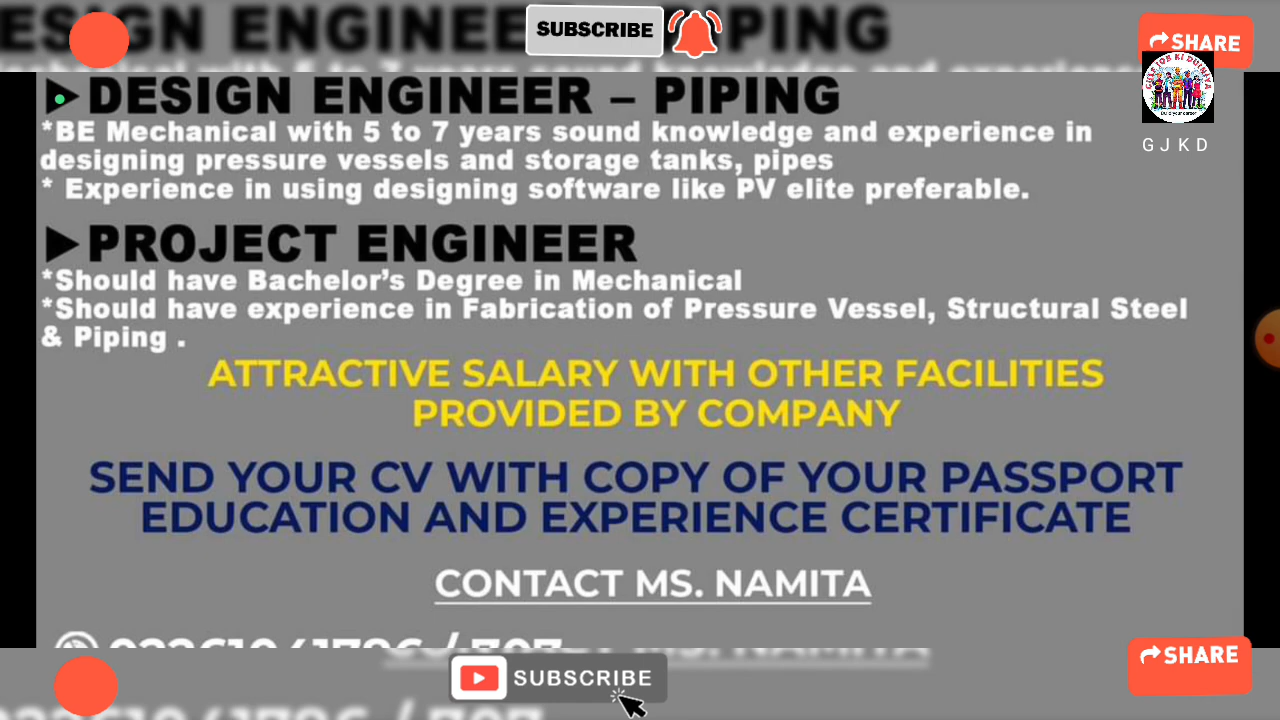 SUBSCRIBE
SHARE
►DESIGN ENGINEER – PIPING
*BE Mechanical with 5 to 7 years sound knowledge and experience in
designing pressure vessels and storage tanks, pipes
* Experience in using designing software like PV elite preferable.
GJKD
►PROJECT ENGINEER
*Should have Bachelor’s Degree in Mechanical
*Should have experience in Fabrication of Pressure Vessel, Structural Steel
& Piping .
ATTRACTIVE SALARY WITH OTHER FACILITIES
PROVIDED BY COMPANY
SEND YOUR CV WITH COPY OF YOUR PASSPORT
EDUCATION AND EXPERIENCE CERTIFICATE
CONTACT MS. NAMITA
SUBSCRIBE
SHARE